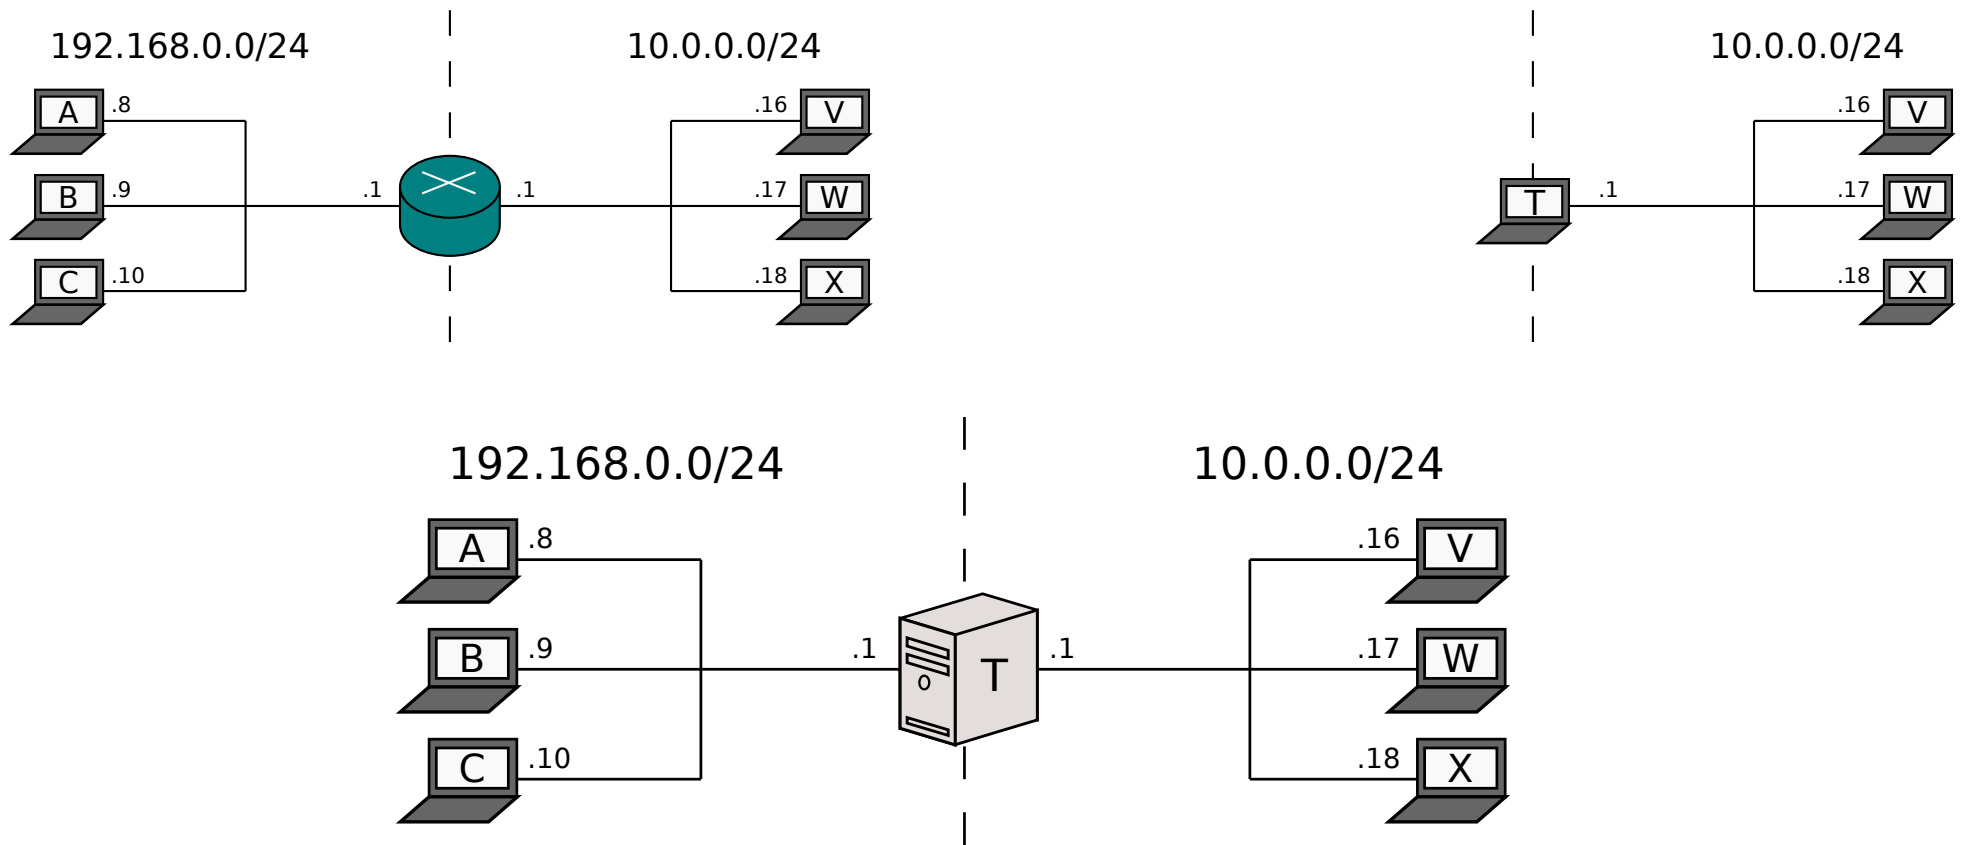 192.168.0.0/24 10.0.0.0/24
A .8 .16 V
B .9 .1 .1 .17 W
C .10 .18 X
10.0.0.0/24
.16 V
T .1 .17 W
.18 X
192.168.0.0/24 10.0.0.0/24
A .8 .16 V
B .9 .1 T .1 .17 W
C .10 .18 X